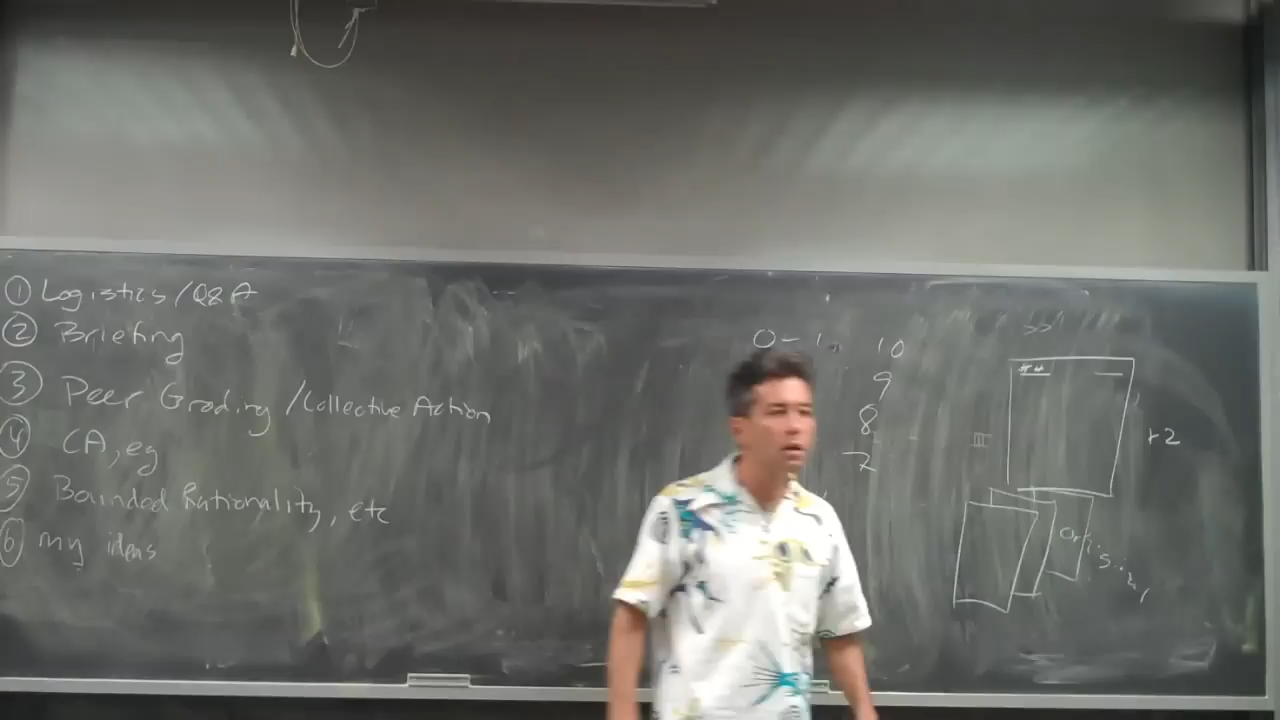 ① Logistics/Q&A
② Briefing
③ Peer Grading/Collective Action
④ CA, eg
⑤ Bounded Rationality, etc
⑥ my ideas
0-1
10
9
8
7
r2